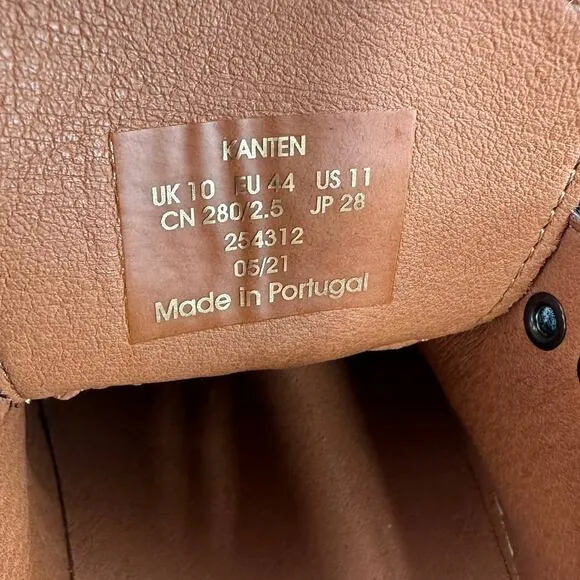 KANTEN
UK 10 EU 44 US 11
CN 280/2.5 JP 28
254312
05/21
Made in Portugal